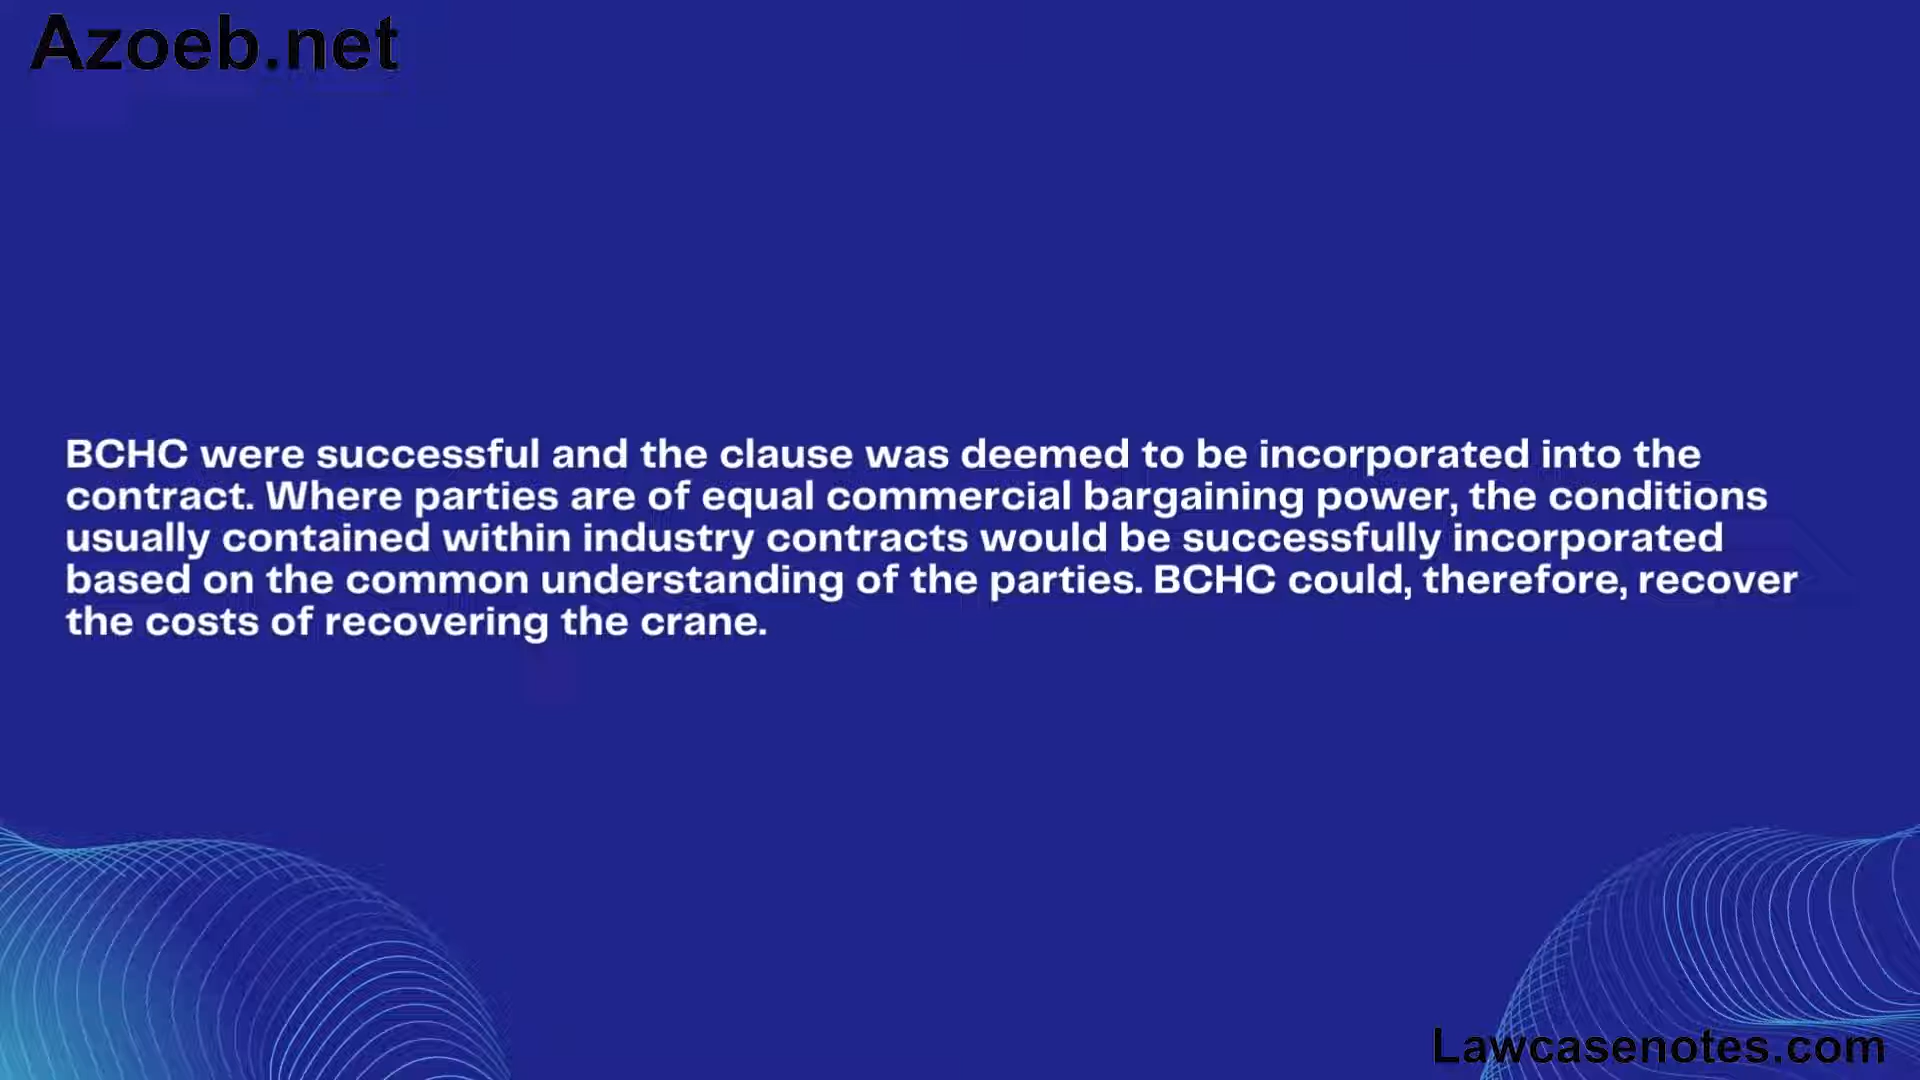 Azoeb.net
BCHC were successful and the clause was deemed to be incorporated into the
contract. Where parties are of equal commercial bargaining power, the conditions
usually contained within industry contracts would be successfully incorporated
based on the common understanding of the parties. BCHC could, therefore, recover
the costs of recovering the crane.
Lawcasenotes.com